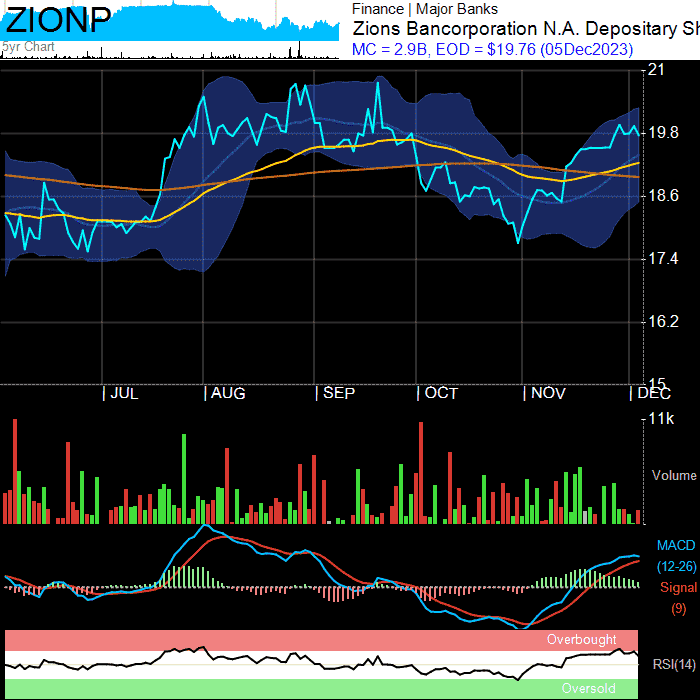 ZIONP
5yr Chart
Finance | Major Banks
Zions Bancorporation N.A. Depositary Sh
MC = 2.9B, EOD = $19.76 (05Dec2023)
21
19.8
18.6
17.4
16.2
15
| JUL | AUG | SEP | OCT | NOV | DEC
11k
Volume
MACD
(12-26)
Signal
(9)
Overbought
RSI(14)
Oversold